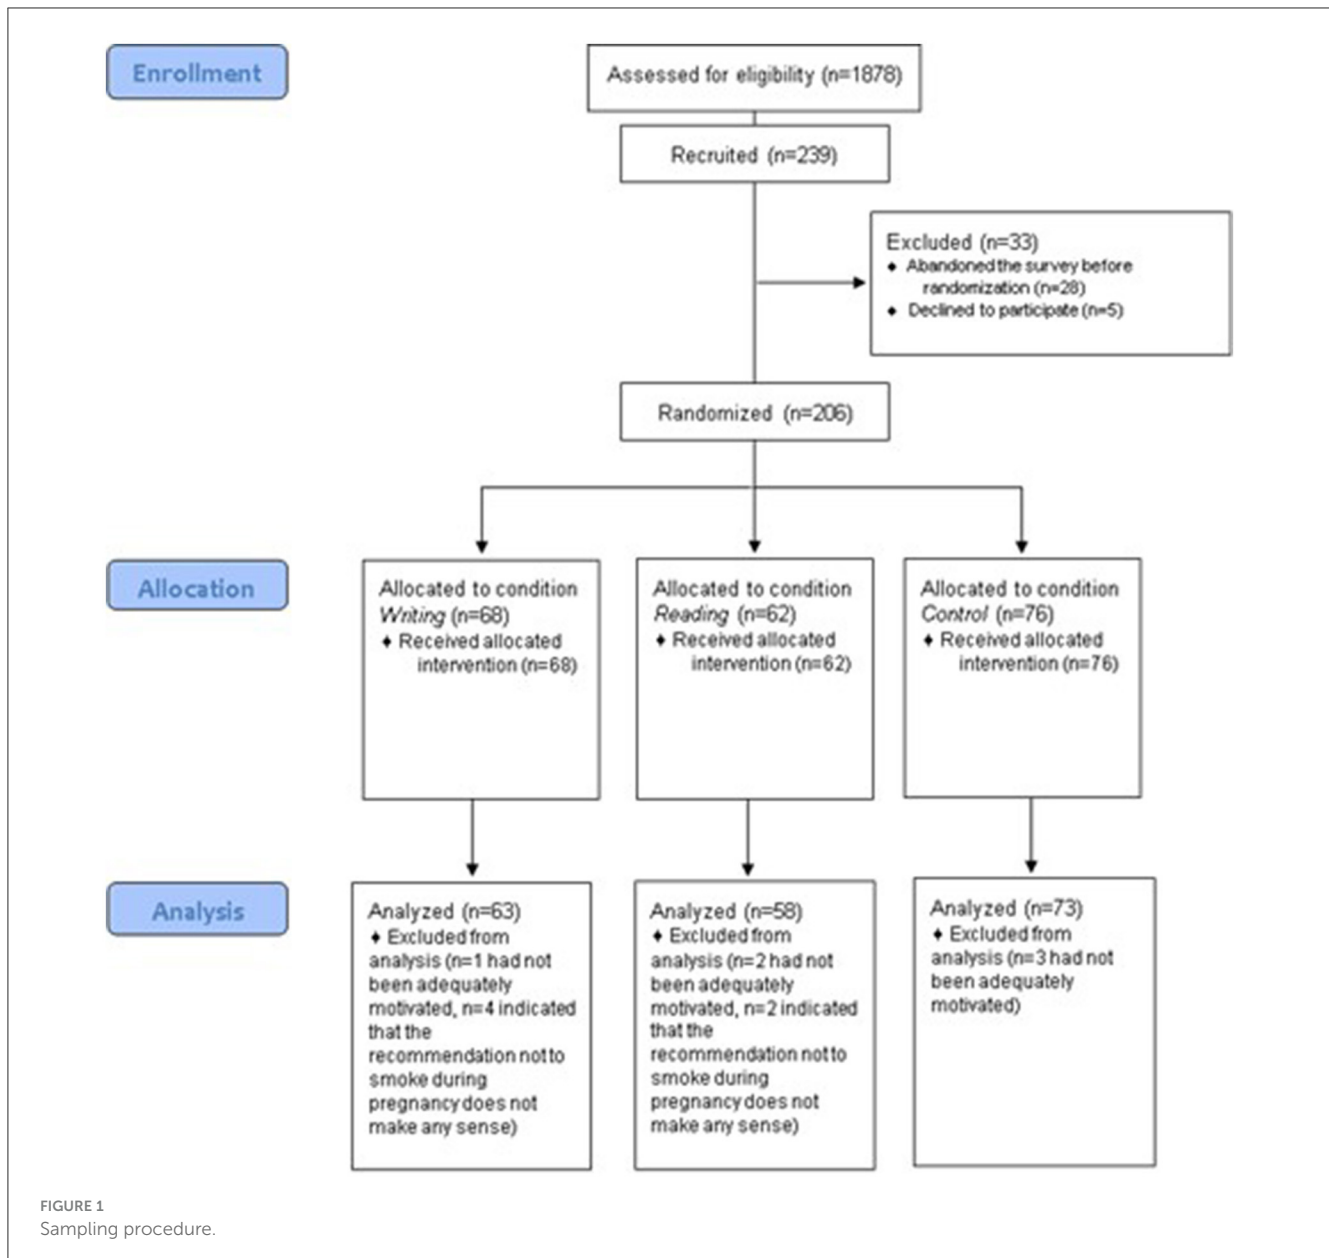 Enrollment
Assessed for eligibility (n=1878)
Recruited (n=239)
Excluded (n=33)
♦ Abandoned the survey before
randomization (n=28)
♦ Declined to participate (n=5)
Randomized (n=206)
Allocation
Allocated to condition
Writing (n=68)
♦ Received allocated
intervention (n=68)
Allocated to condition
Reading (n=62)
♦ Received allocated
intervention (n=62)
Allocated to condition
Control (n=76)
♦ Received allocated
intervention (n=76)
Analysis
Analyzed (n=63)
♦ Excluded from
analysis (n=1 had not
been adequately
motivated, n=4 indicated
that the
recommendation not to
smoke during
pregnancy does not
make any sense)
Analyzed (n=58)
♦ Excluded from
analysis (n=2 had not
been adequately
motivated, n=2 indicated
that the
recommendation not to
smoke during
pregnancy does not
make any sense)
Analyzed (n=73)
♦ Excluded from
analysis (n=3 had not
been adequately
motivated)
FIGURE 1
Sampling procedure.